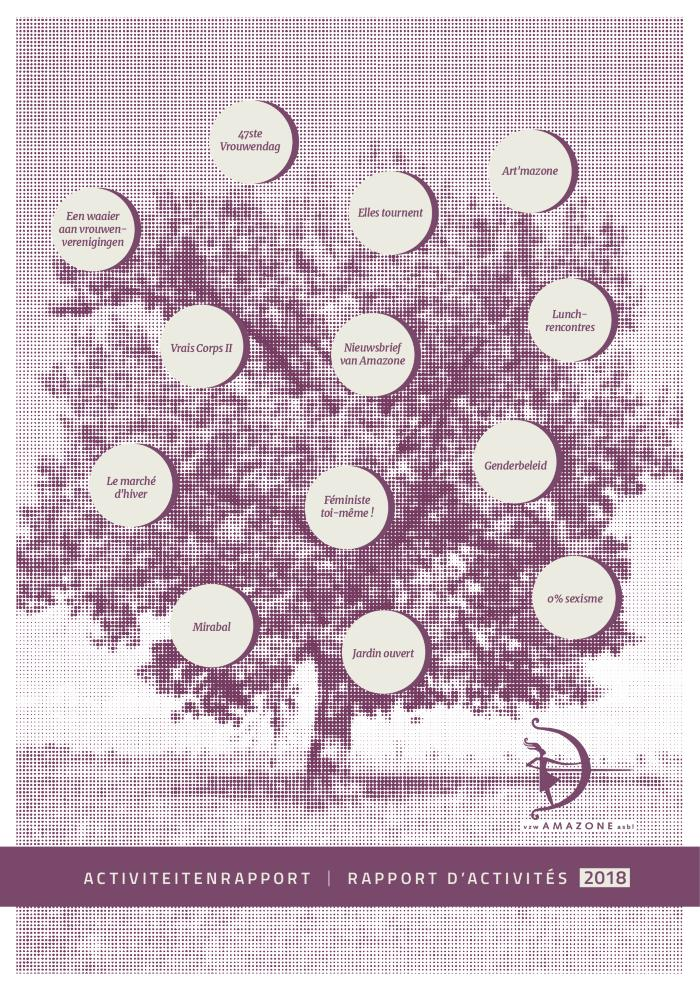 47ste
Vrouwendag
Art'mazone
Elles tournent
Een waaier
aan vrouwen-
verenigingen
Lunch-
rencontres
Vrais Corps II
Nieuwsbrief
van Amazone
Genderbeleid
Le marché
d'hiver
Féministe
toi-même !
0% sexisme
Mirabal
Jardin ouvert
vzw AMAZONE asbl
ACTIVITEITENRAPPORT | RAPPORT D'ACTIVITÉS 2018